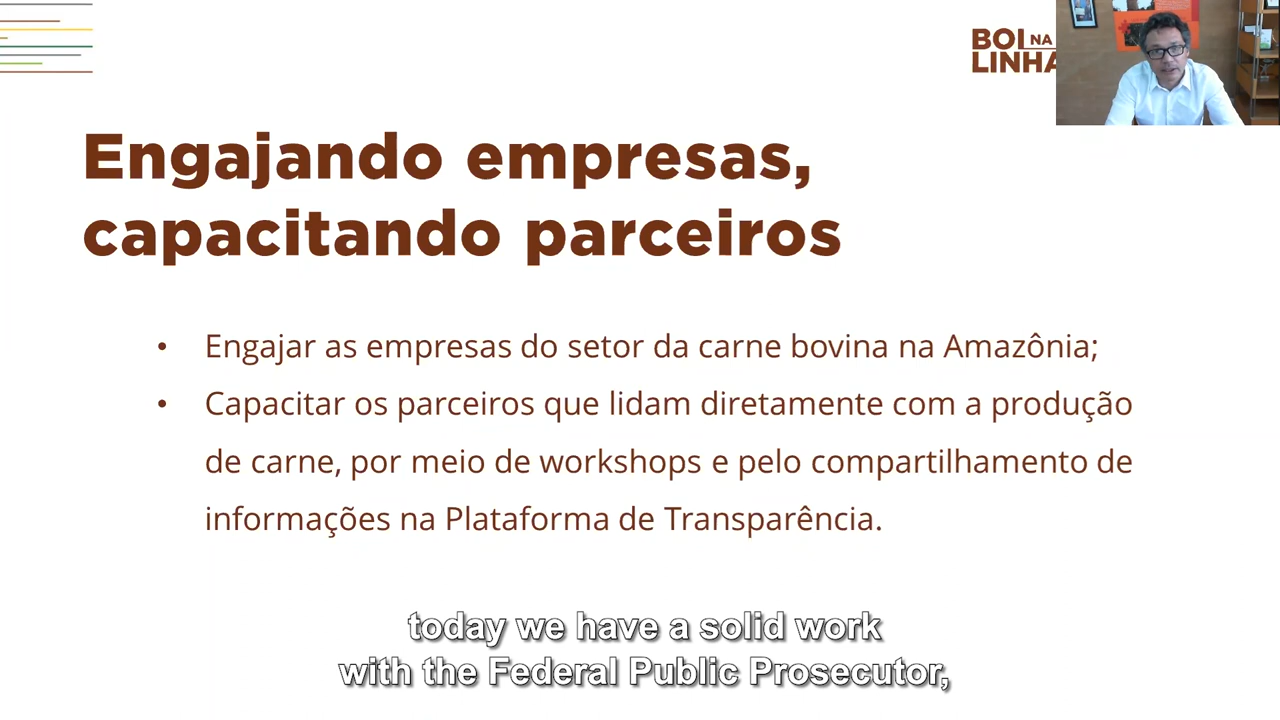 BOI NA
LINHA
Engajando empresas,
capacitando parceiros
• Engajar as empresas do setor da carne bovina na Amazônia;
• Capacitar os parceiros que lidam diretamente com a produção
de carne, por meio de workshops e pelo compartilhamento de
informações na Plataforma de Transparência.
today we have a solid work
with the Federal Public Prosecutor,